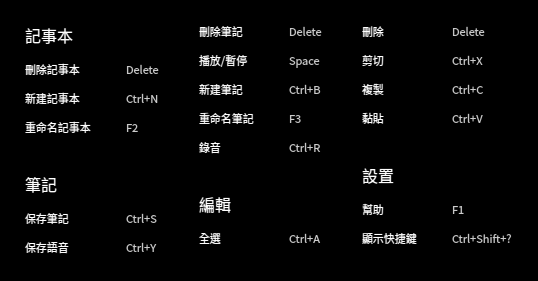 記事本
刪除記事本 Delete
新建記事本 Ctrl+N
重命名記事本 F2
筆記
保存筆記 Ctrl+S
保存語音 Ctrl+Y
刪除筆記 Delete
播放/暫停 Space
新建筆記 Ctrl+B
重命名筆記 F3
錄音 Ctrl+R
編輯
全選 Ctrl+A
刪除 Delete
剪切 Ctrl+X
複製 Ctrl+C
黏貼 Ctrl+V
設置
幫助 F1
顯示快捷鍵 Ctrl+Shift+?